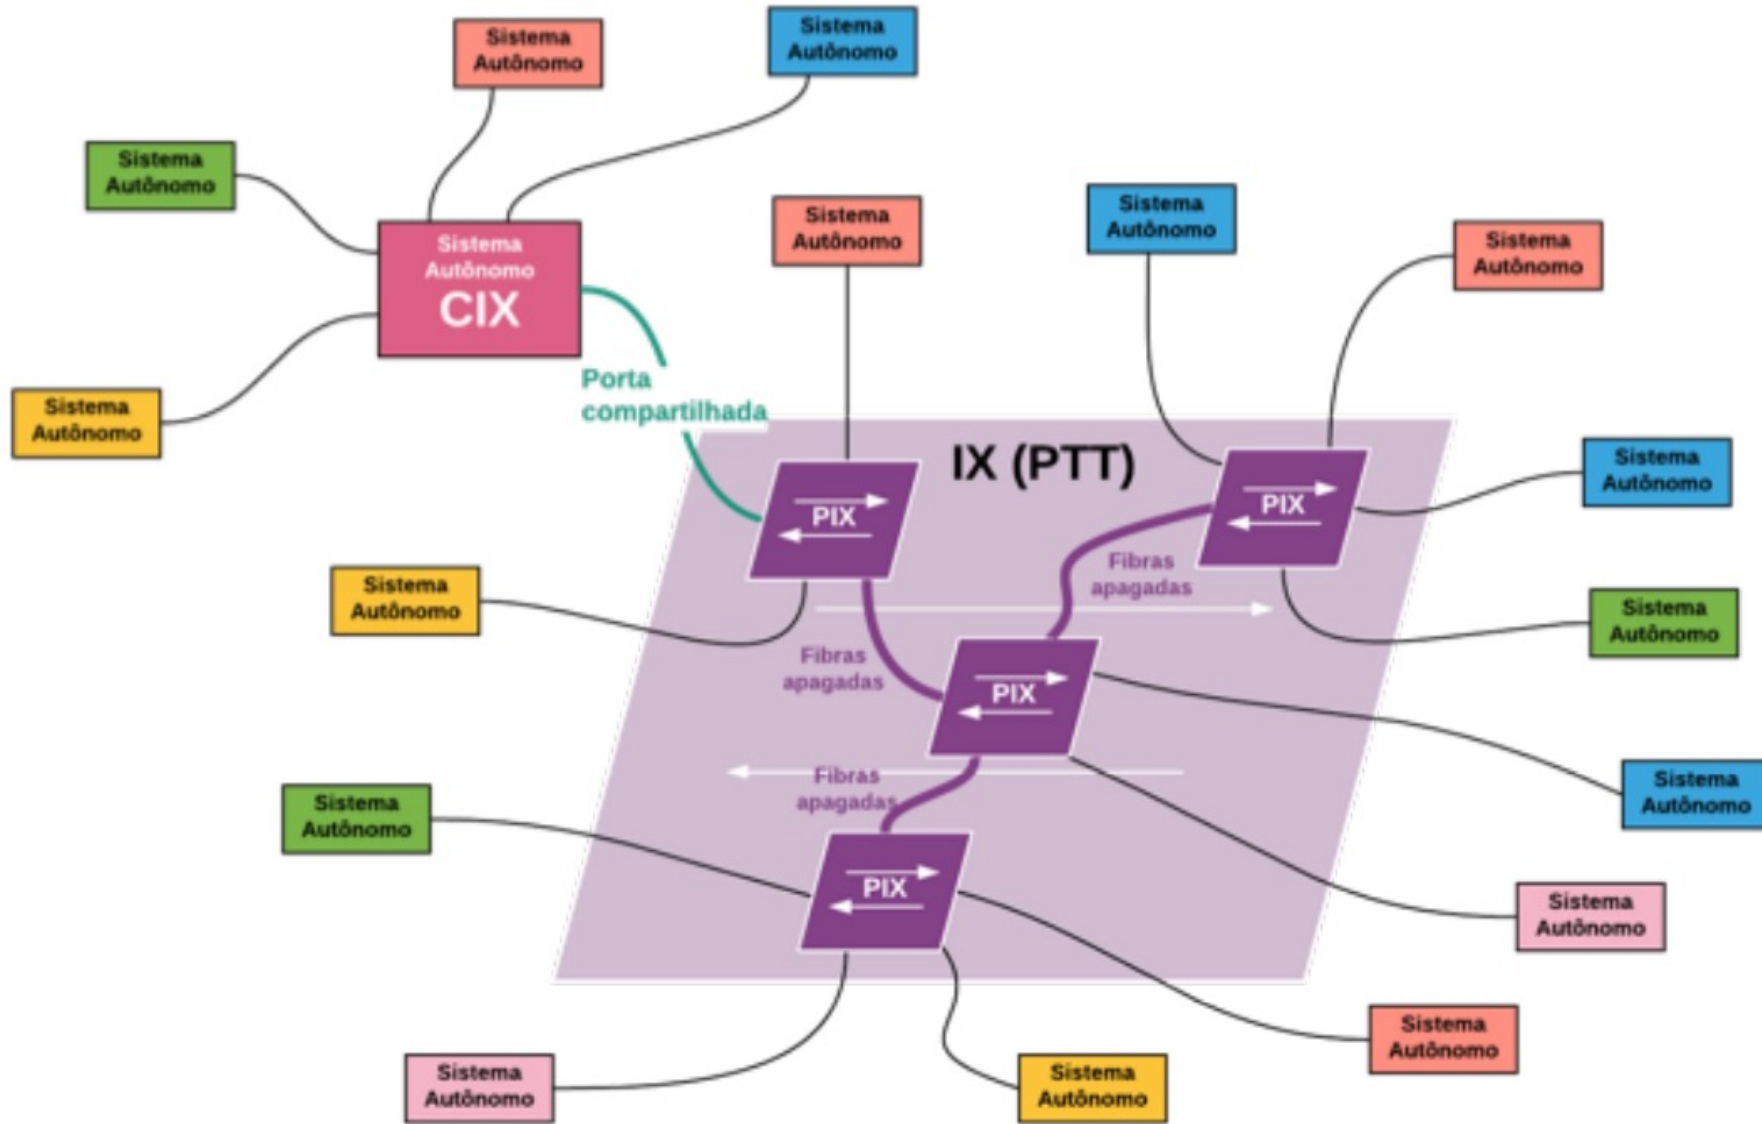 Sistema
Autônomo
Sistema
Autônomo
Sistema
Autônomo
Sistema
Autônomo
CIX
Sistema
Autônomo
Sistema
Autônomo
Sistema
Autônomo
Sistema
Autônomo
Porta
compartilhada
IX (PTT)
PIX
PIX
Sistema
Autônomo
Sistema
Autônomo
Fibras
apagadas
Sistema
Autônomo
Fibras
apagadas
PIX
Fibras
apagadas
Sistema
Autônomo
Sistema
Autônomo
PIX
Sistema
Autônomo
Sistema
Autônomo
Sistema
Autônomo
Sistema
Autônomo